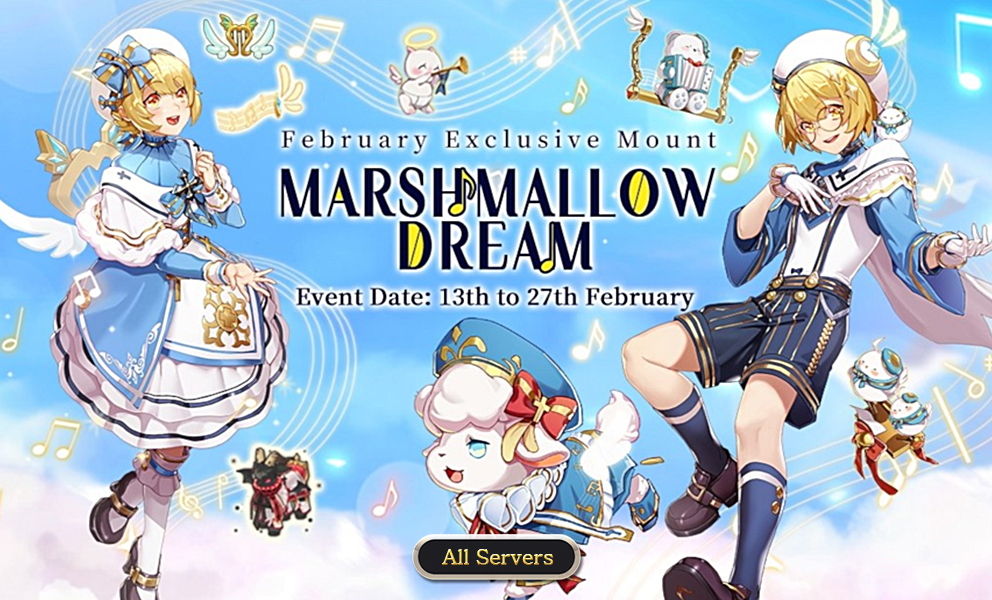 February Exclusive Mount
MARSHMALLOW
DREAM
Event Date: 13th to 27th February
All Servers